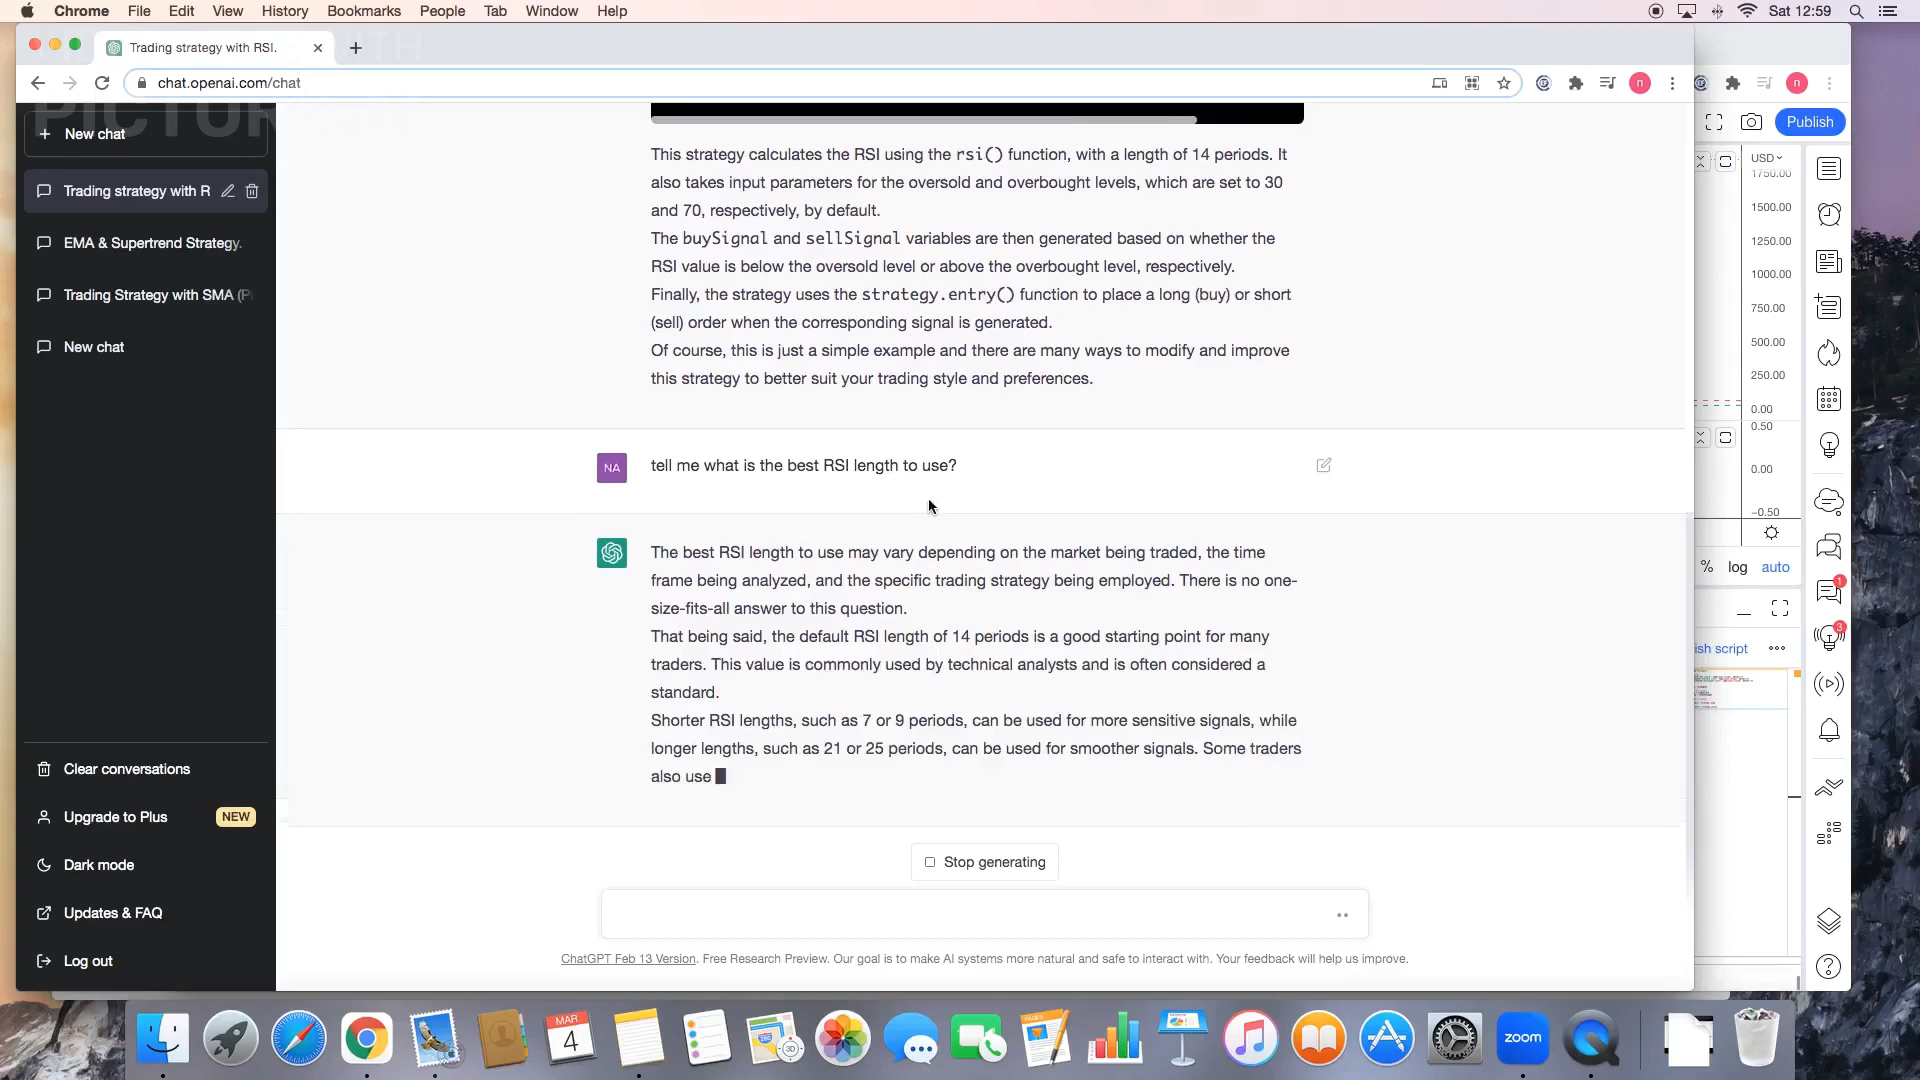 Chrome File Edit View History Bookmarks People Tab Window Help
Sat 12:59
Trading strategy with RSI.
chat.openai.com/chat
n
n
PICTUR
New chat
Publish
Trading strategy with R
EMA & Supertrend Strategy.
Trading Strategy with SMA (P
New chat
This strategy calculates the RSI using the rsi() function, with a length of 14 periods. It
also takes input parameters for the oversold and overbought levels, which are set to 30
and 70, respectively, by default.
The buySignal and sellSignal variables are then generated based on whether the
RSI value is below the oversold level or above the overbought level, respectively.
Finally, the strategy uses the strategy.entry() function to place a long (buy) or short
(sell) order when the corresponding signal is generated.
Of course, this is just a simple example and there are many ways to modify and improve
this strategy to better suit your trading style and preferences.
NA
tell me what is the best RSI length to use?
The best RSI length to use may vary depending on the market being traded, the time
frame being analyzed, and the specific trading strategy being employed. There is no one-
size-fits-all answer to this question.
That being said, the default RSI length of 14 periods is a good starting point for many
traders. This value is commonly used by technical analysts and is often considered a
standard.
Shorter RSI lengths, such as 7 or 9 periods, can be used for more sensitive signals, while
longer lengths, such as 21 or 25 periods, can be used for smoother signals. Some traders
also use
Stop generating
ChatGPT Feb 13 Version. Free Research Preview. Our goal is to make AI systems more natural and safe to interact with. Your feedback will help us improve.
Clear conversations
Upgrade to Plus NEW
Dark mode
Updates & FAQ
Log out
USD
1750.00
1500.00
1250.00
1000.00
750.00
500.00
250.00
0.00
0.50
0.00
−0.50
% log auto
1
3
ish script
MAR
4
PAGES
280
3D
zoom